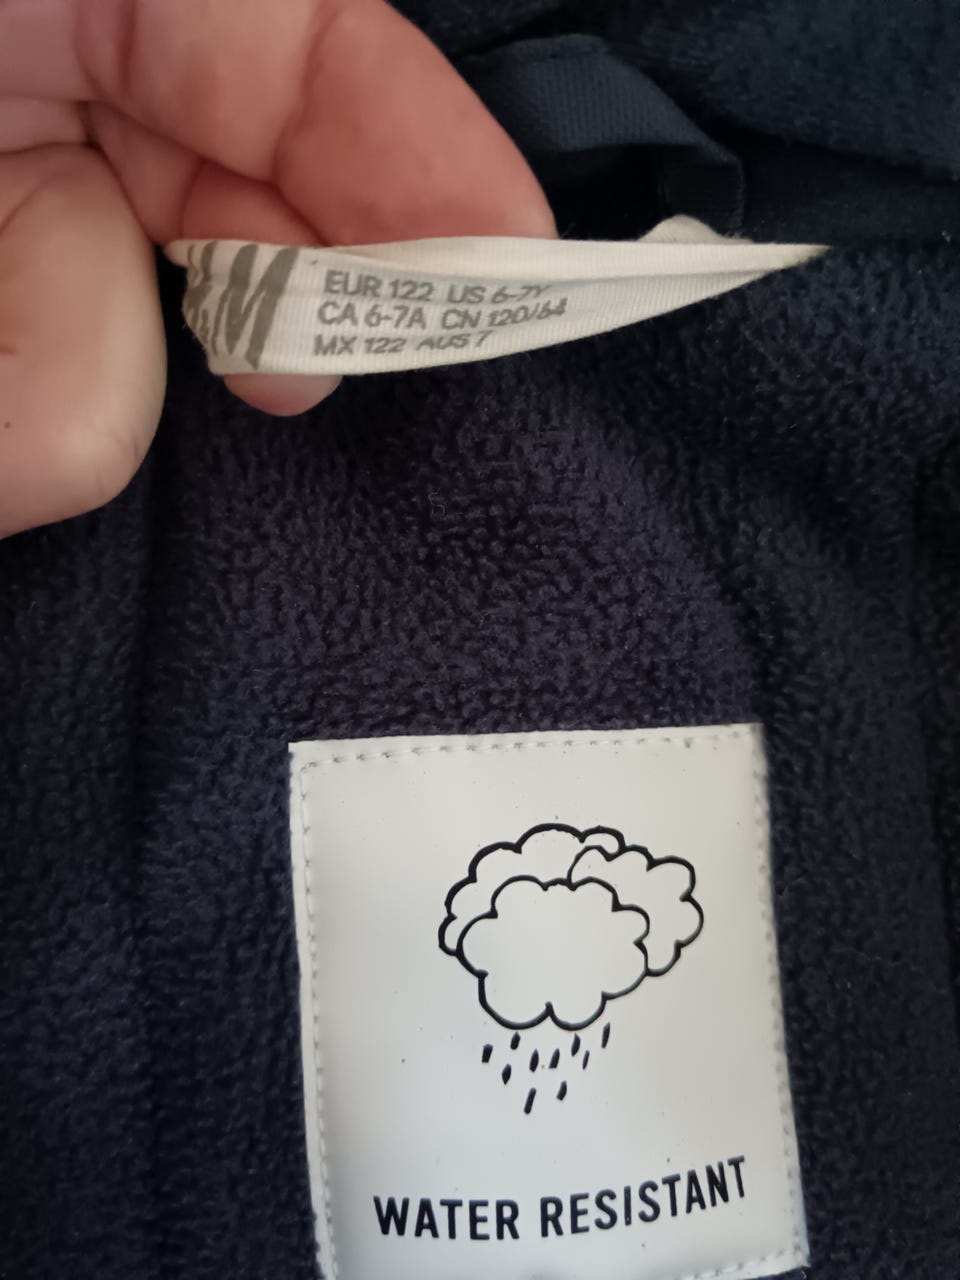 &M
EUR 122 US 6-7Y
CA 6-7A CN 120/64
MX 122 AUS 7
WATER RESISTANT